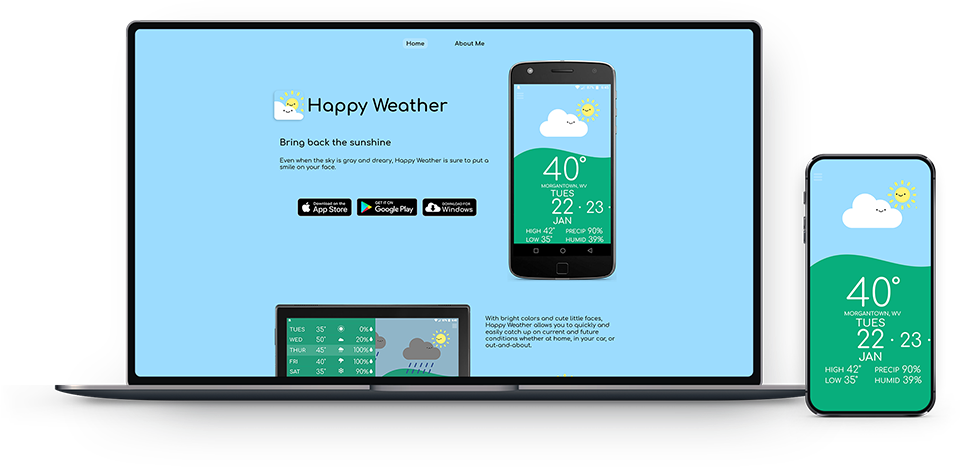 Home
About Me
Happy Weather
Bring back the sunshine
Even when the sky is gray and dreary, Happy Weather is sure to put a
smile on your face.
Download on the
App Store
GET IT ON
Google Play
DOWNLOAD FOR
Windows
40°
MORGANTOWN, WV
TUES
22 · 23 ·
JAN
HIGH 42° PRECIP 90%
LOW 35° HUMID 39%
TUES 35° 0%
WED 50° 20%
THUR 45° 100%
FRI 40° 100%
SAT 35° 90%
With bright colors and cute little faces,
Happy Weather allows you to quickly and
easily catch up on current and future
conditions whether at home, in your car, or
out-and-about.
40°
MORGANTOWN, WV
TUES
22 · 23 ·
JAN
HIGH 42° PRECIP 90%
LOW 35° HUMID 39%